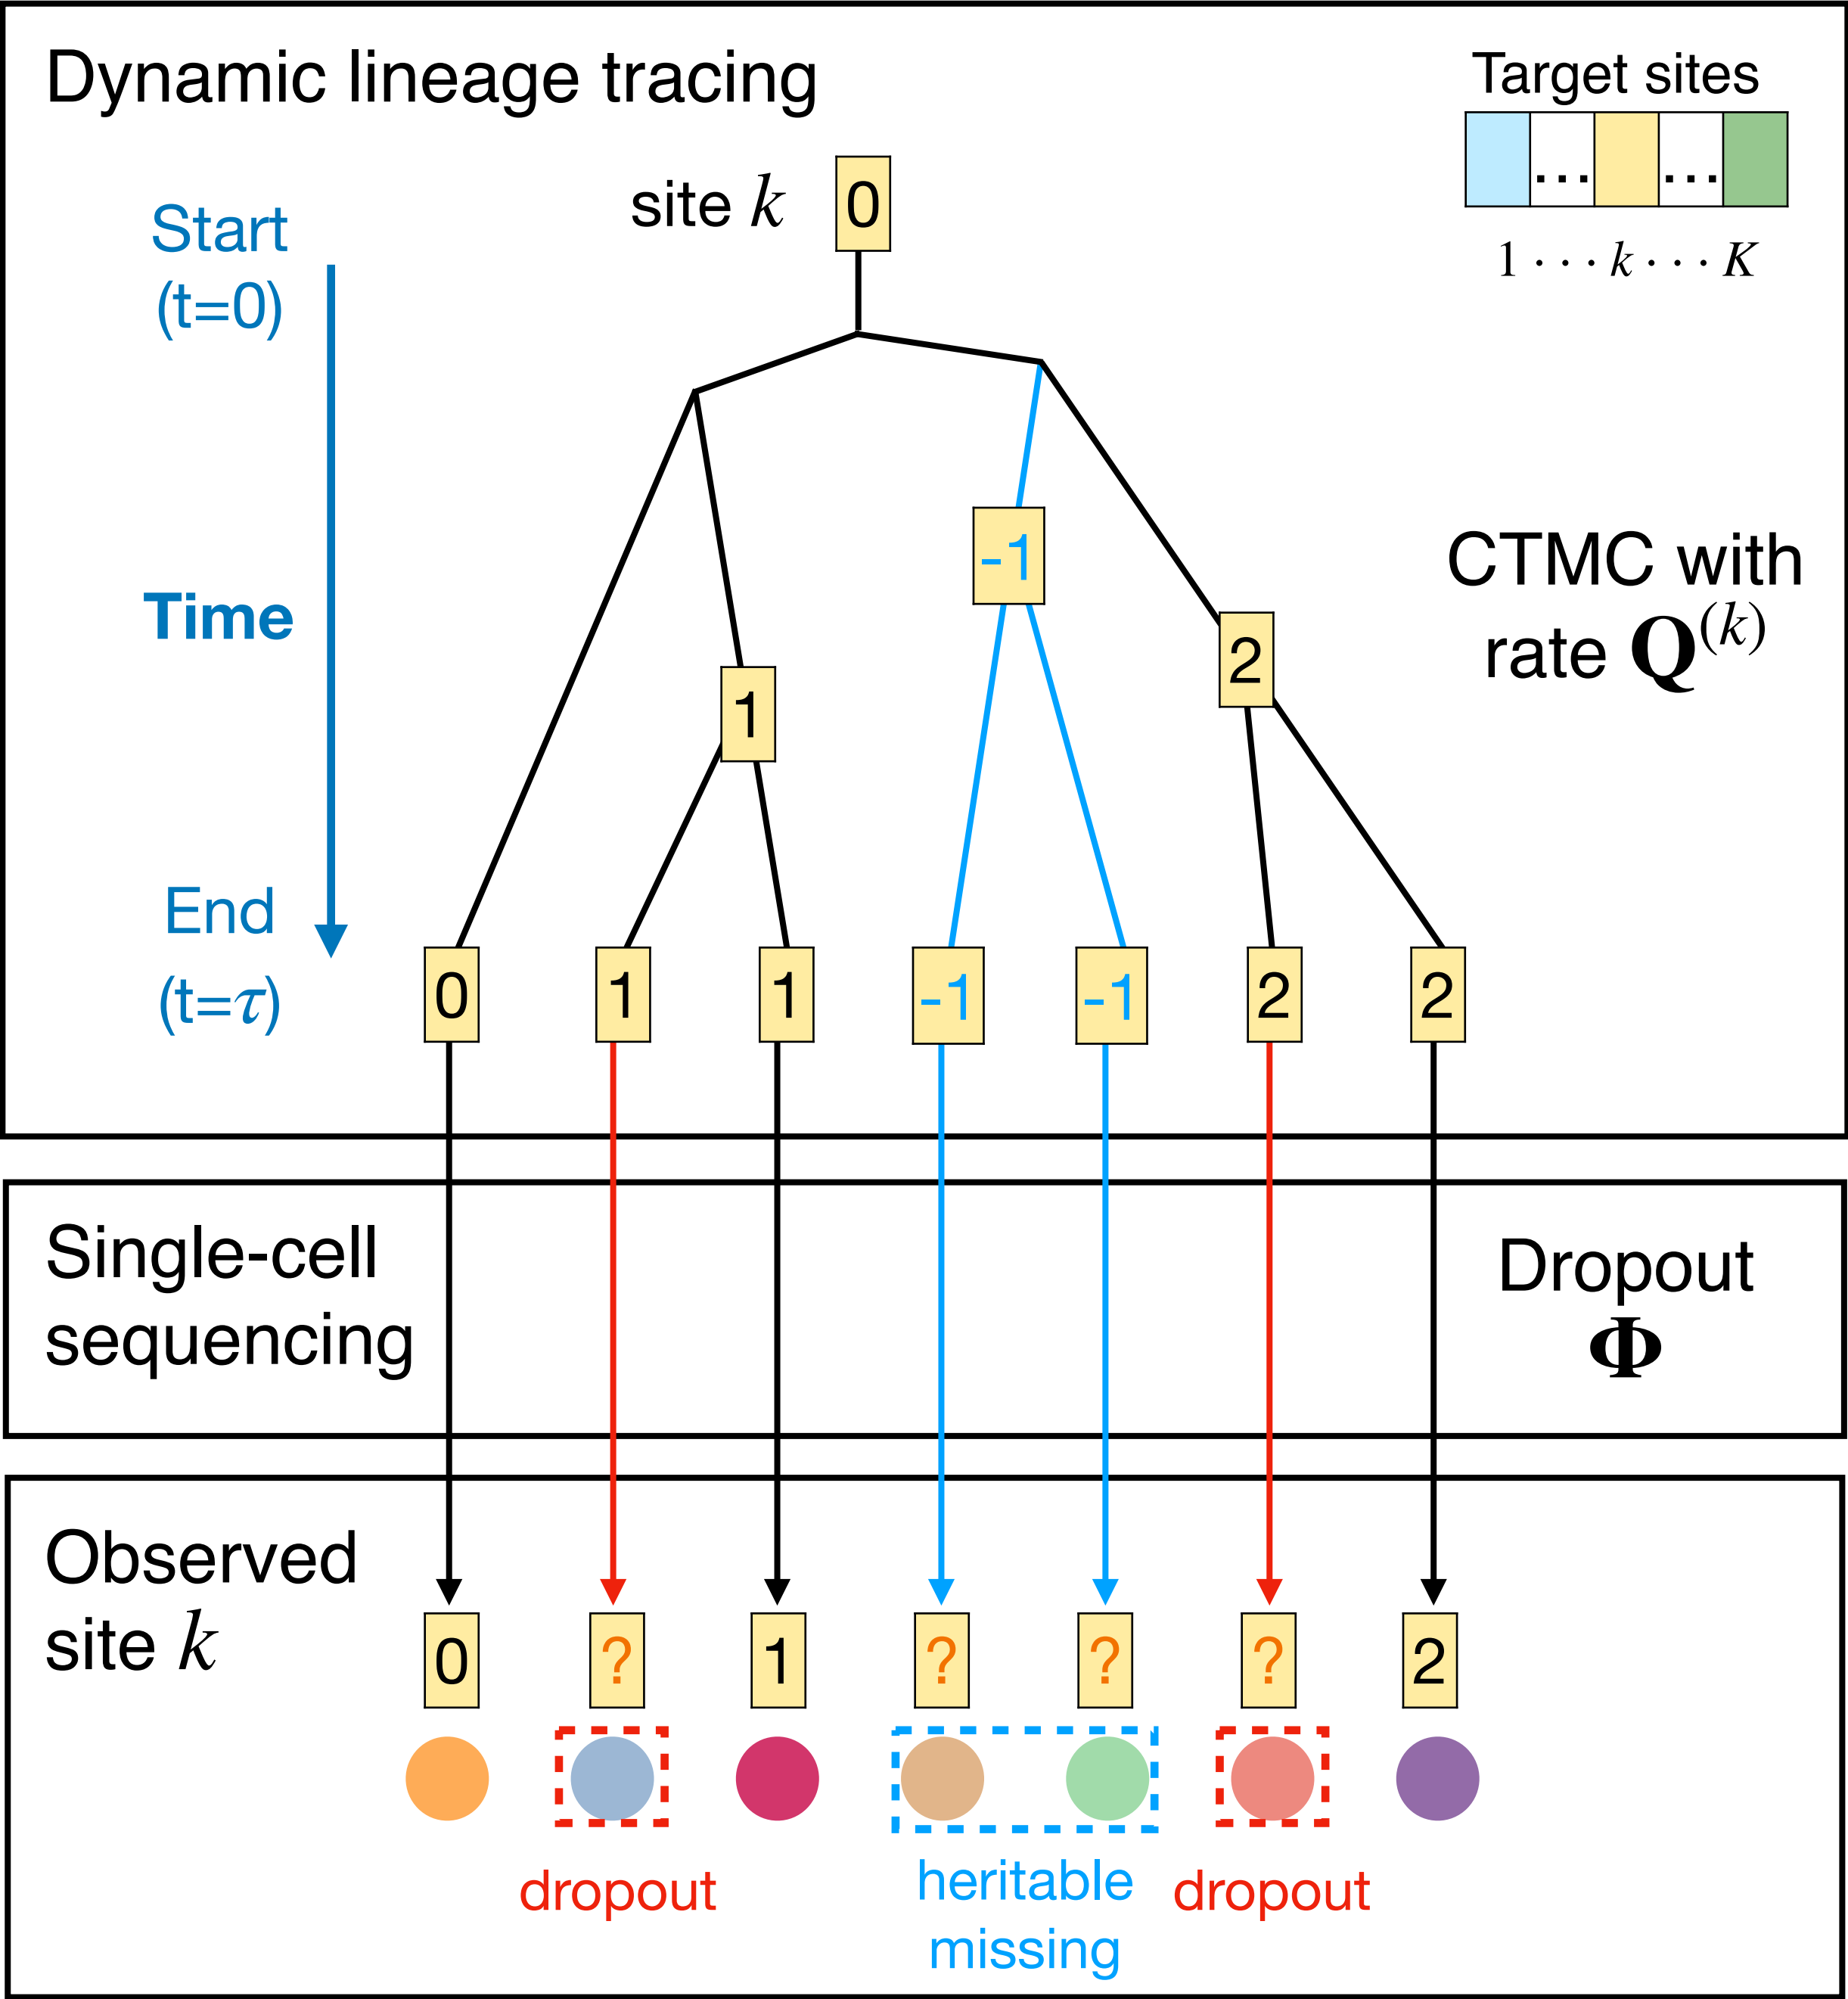 Dynamic lineage tracing
Target sites
... ...
1 · · · k · · · K
site k 0
Start
(t=0)
-1
CTMC with
rate Q(k)
Time
2
1
End
(t=τ)
0 1 1 -1 -1 2 2
Single-cell
sequencing
Dropout
Φ
Observed
site k
0 ? 1 ? ? ? 2
dropout
heritable
missing
dropout